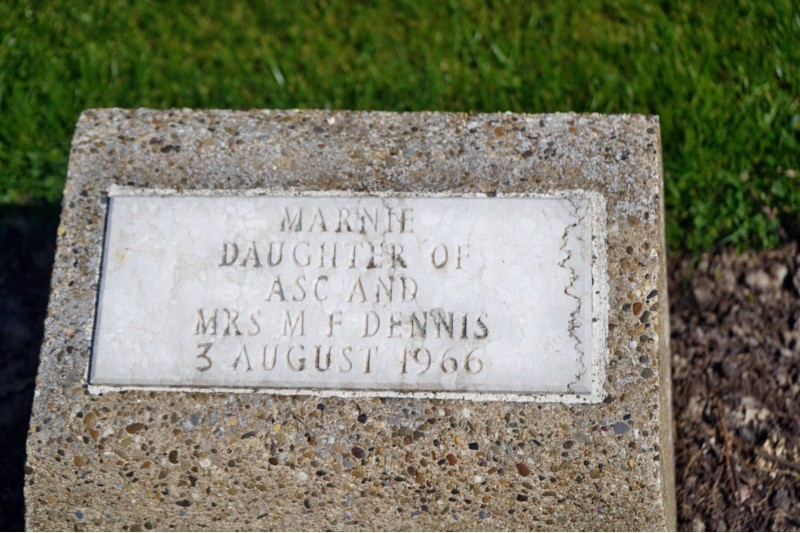 MARNIE
DAUGHTER OF
ASC AND
MRS M F DENNIS
3 AUGUST 1966